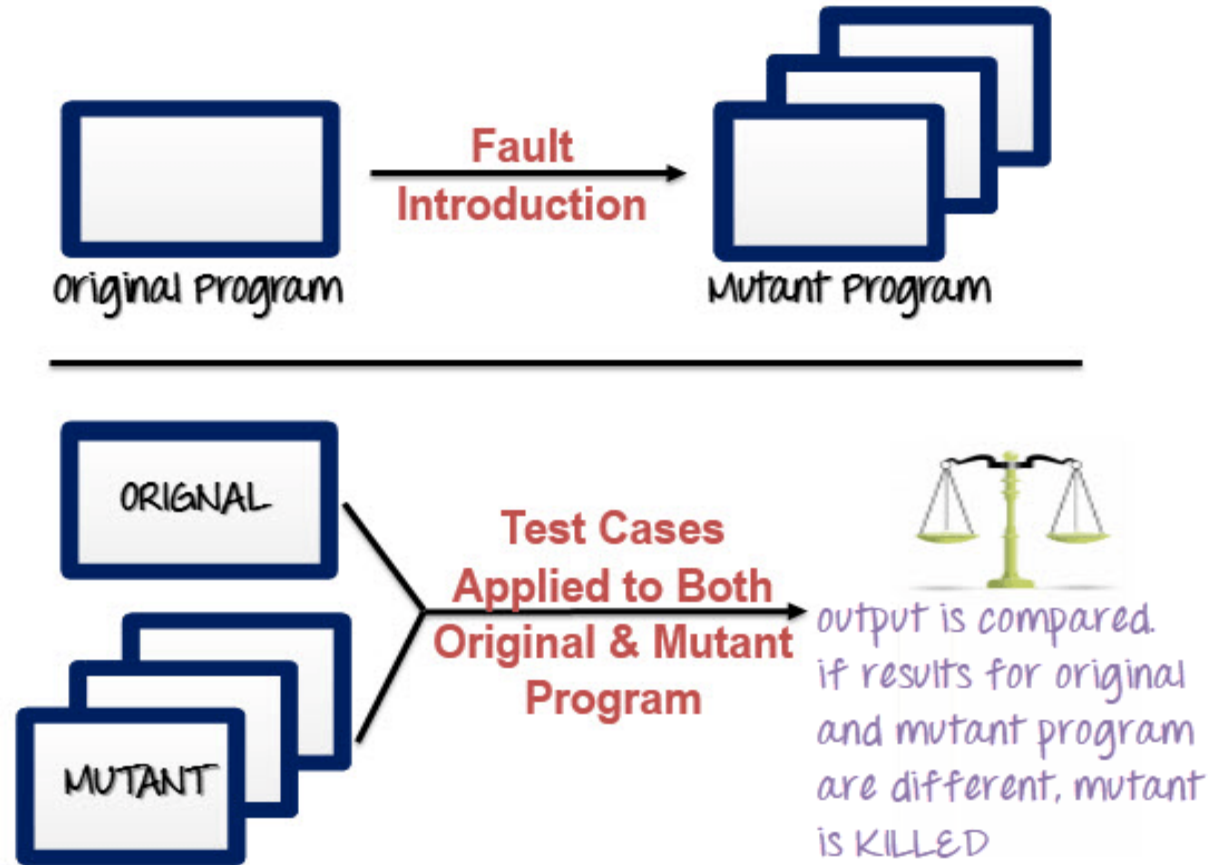 Fault
Introduction
Original Program
Mutant Program
ORIGNAL
MUTANT
Test Cases
Applied to Both
Original & Mutant
Program
output is compared.
if results for original
and mutant program
are different, mutant
is KILLED